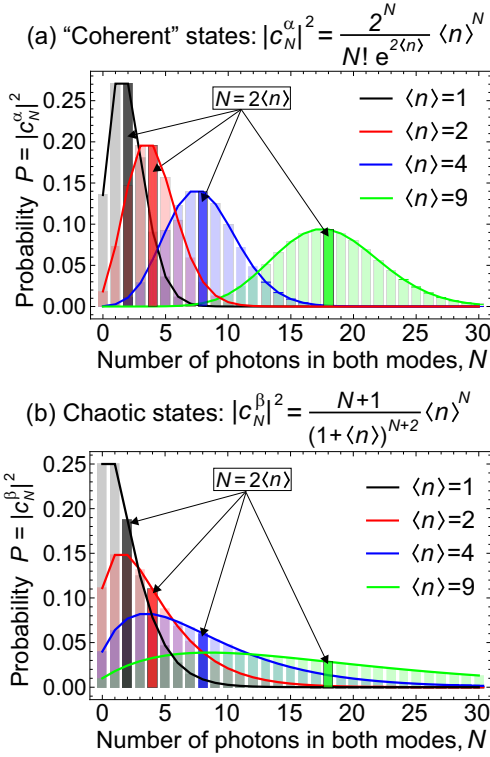 (a) “Coherent” states: |c_N^α|^2 = 2^N / (N! e^{2⟨n⟩}) ⟨n⟩^N
Probability P = |c_N^α|^2
0.25
0.20
0.15
0.10
0.05
0.00
N = 2⟨n⟩
⟨n⟩=1
⟨n⟩=2
⟨n⟩=4
⟨n⟩=9
0 5 10 15 20 25 30
Number of photons in both modes, N
(b) Chaotic states: |c_N^β|^2 = (N+1) / (1+⟨n⟩)^{N+2} ⟨n⟩^N
Probability P = |c_N^β|^2
0.25
0.20
0.15
0.10
0.05
0.00
N = 2⟨n⟩
⟨n⟩=1
⟨n⟩=2
⟨n⟩=4
⟨n⟩=9
0 5 10 15 20 25 30
Number of photons in both modes, N